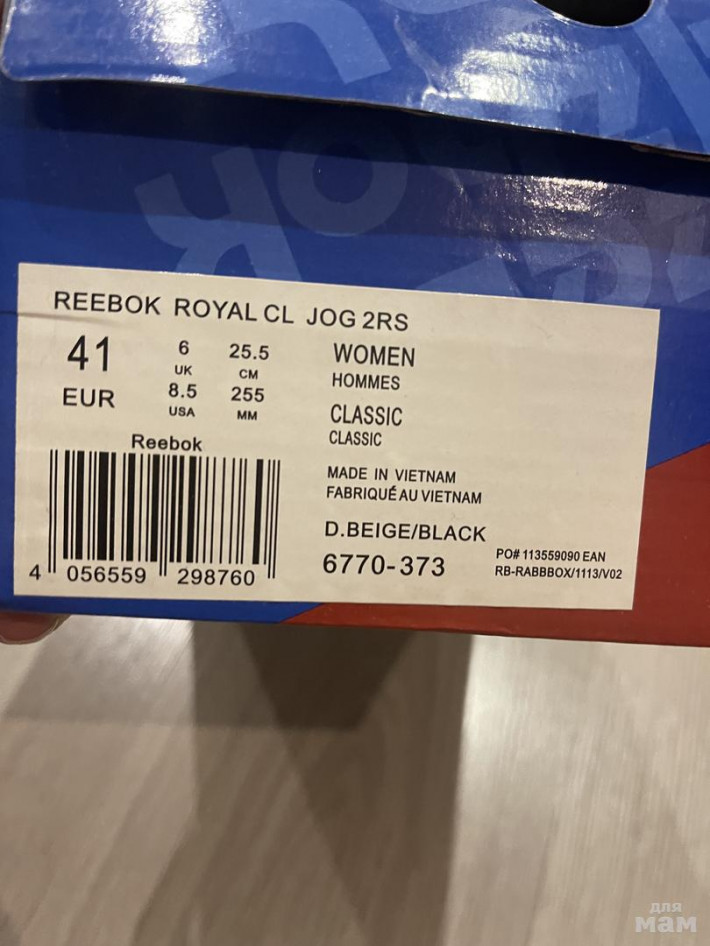 REEBOK ROYAL CL JOG 2RS
41
EUR
6
UK
8.5
USA
25.5
CM
255
MM
WOMEN
HOMMES
CLASSIC
CLASSIC
Reebok
4 056559 298760
MADE IN VIETNAM
FABRIQUÉ AU VIETNAM
D.BEIGE/BLACK
6770-373
PO# 113559090 EAN
RB-RABBBOX/1113/V02
для
мам